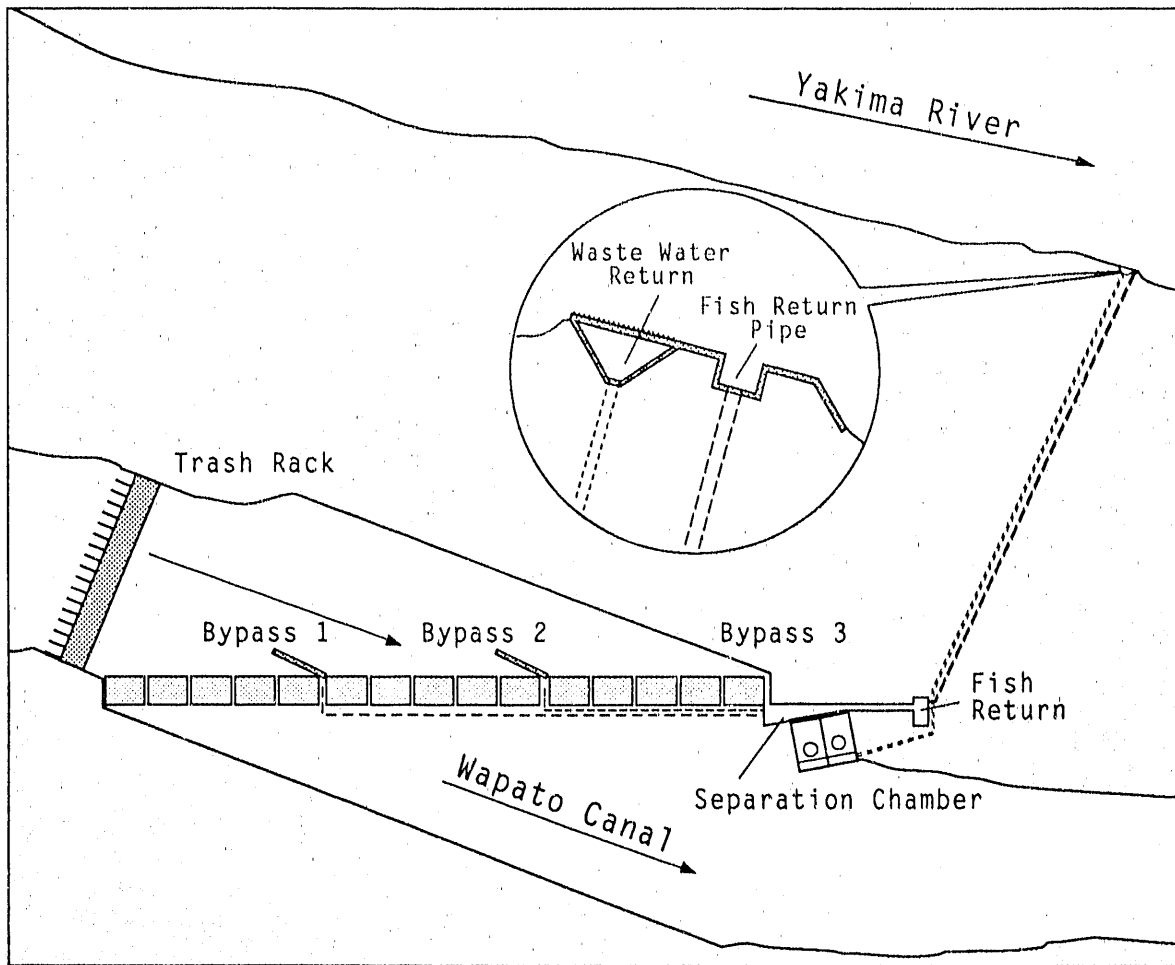 Yakima River
Waste Water
Return
Fish Return
Pipe
Trash Rack
Bypass 1
Bypass 2
Bypass 3
Fish
Return
Separation Chamber
Wapato Canal